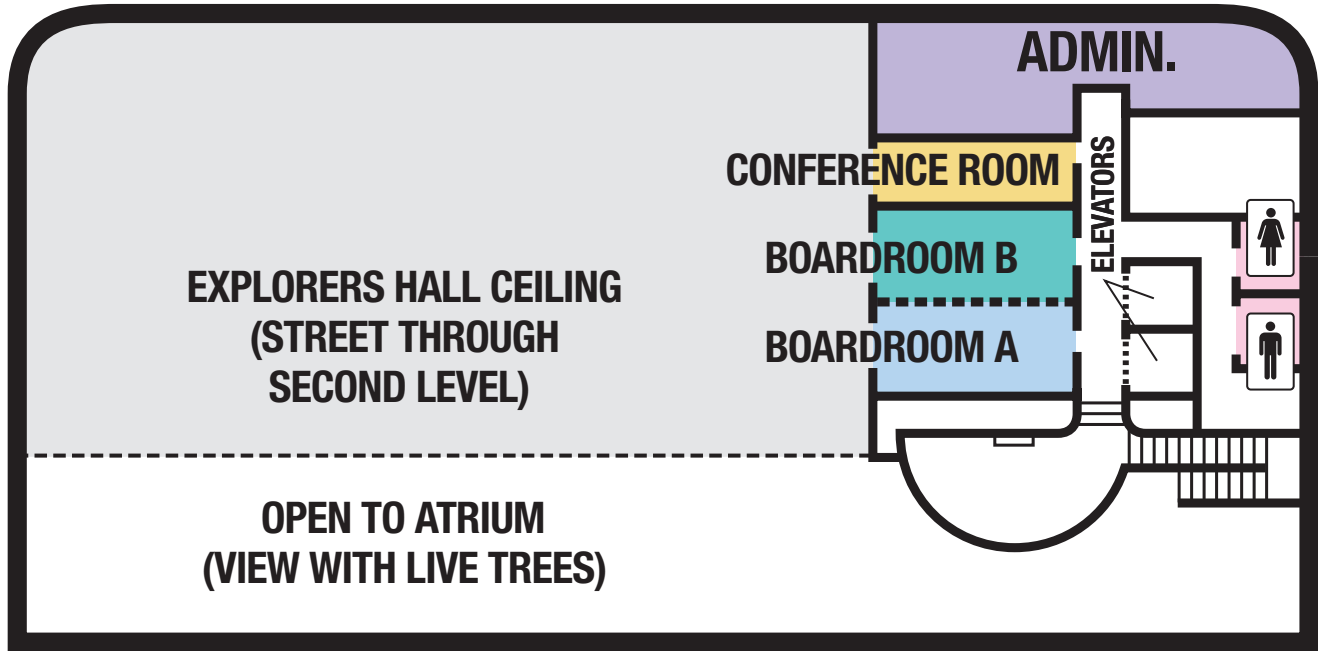 ADMIN.
CONFERENCE ROOM
ELEVATORS
BOARDROOM B
BOARDROOM A
EXPLORERS HALL CEILING
(STREET THROUGH
SECOND LEVEL)
OPEN TO ATRIUM
(VIEW WITH LIVE TREES)